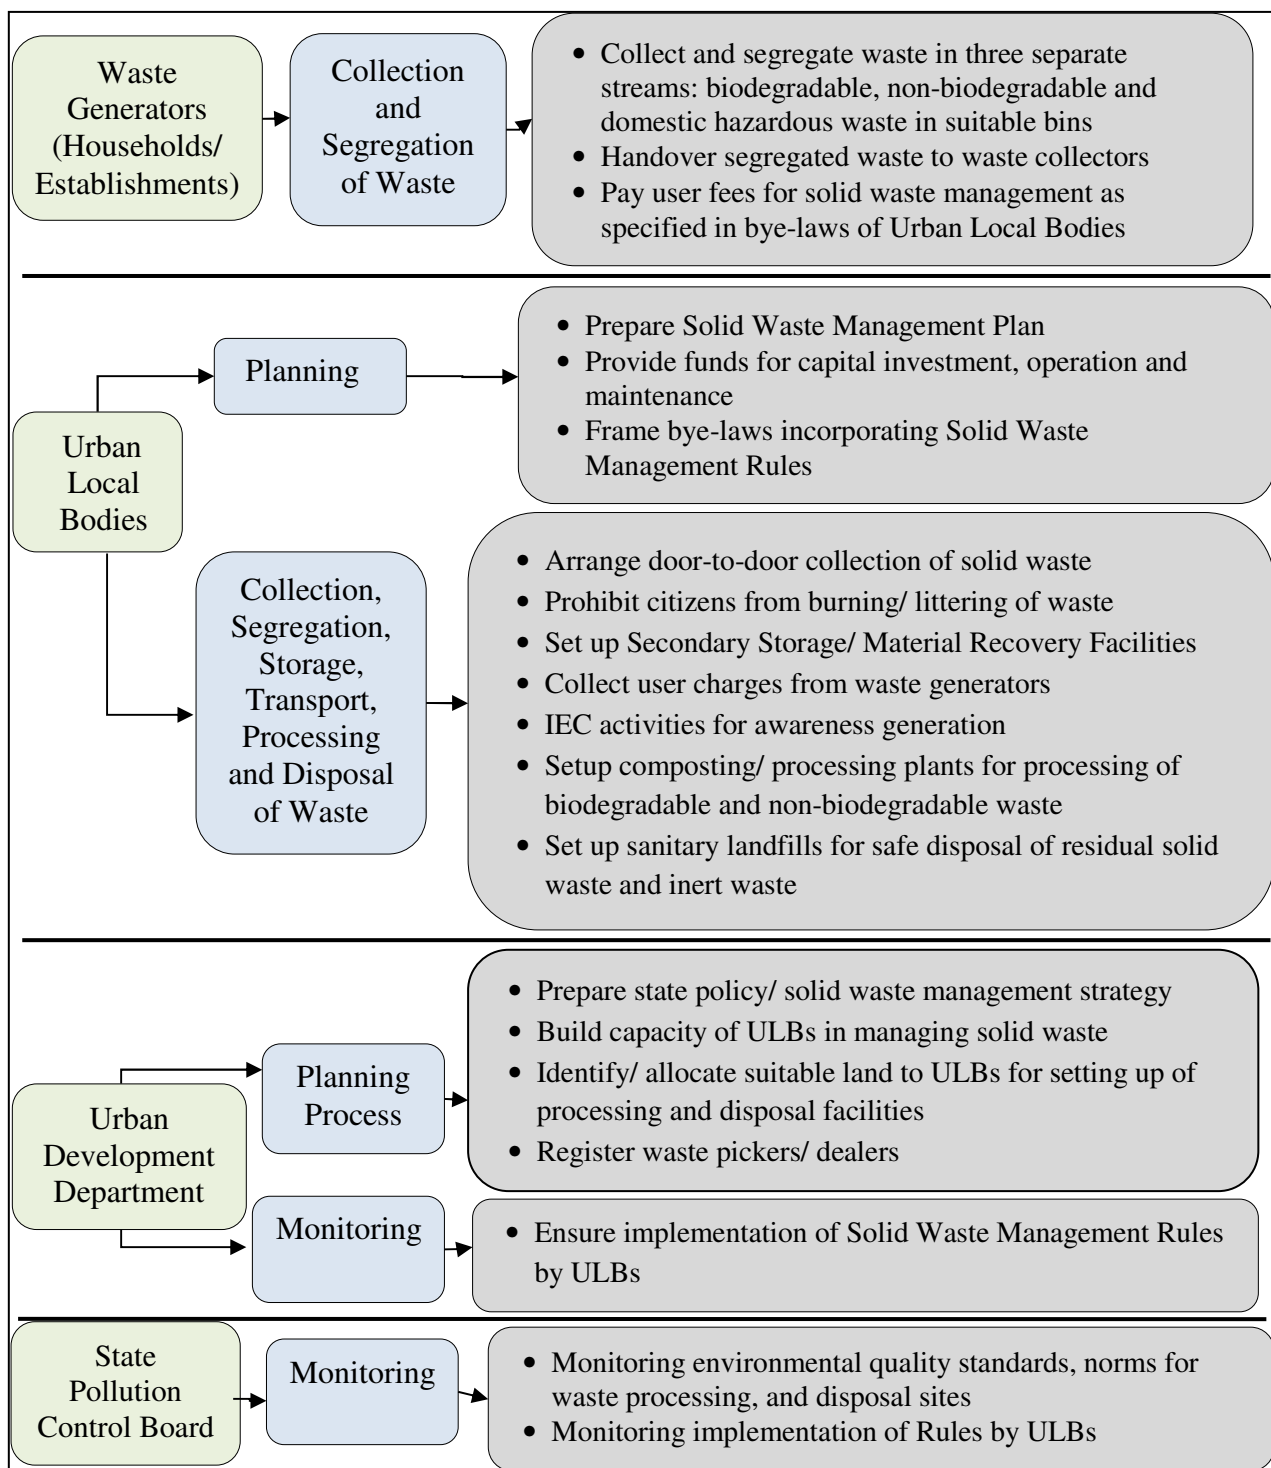 Waste
Generators
(Households/
Establishments)
Collection
and
Segregation
of Waste
• Collect and segregate waste in three separate
streams: biodegradable, non-biodegradable and
domestic hazardous waste in suitable bins
• Handover segregated waste to waste collectors
• Pay user fees for solid waste management as
specified in bye-laws of Urban Local Bodies
Urban
Local
Bodies
Planning
• Prepare Solid Waste Management Plan
• Provide funds for capital investment, operation and
maintenance
• Frame bye-laws incorporating Solid Waste
Management Rules
Collection,
Segregation,
Storage,
Transport,
Processing
and Disposal
of Waste
• Arrange door-to-door collection of solid waste
• Prohibit citizens from burning/ littering of waste
• Set up Secondary Storage/ Material Recovery Facilities
• Collect user charges from waste generators
• IEC activities for awareness generation
• Setup composting/ processing plants for processing of
biodegradable and non-biodegradable waste
• Set up sanitary landfills for safe disposal of residual solid
waste and inert waste
Urban
Development
Department
Planning
Process
• Prepare state policy/ solid waste management strategy
• Build capacity of ULBs in managing solid waste
• Identify/ allocate suitable land to ULBs for setting up of
processing and disposal facilities
• Register waste pickers/ dealers
Monitoring
• Ensure implementation of Solid Waste Management Rules
by ULBs
State
Pollution
Control Board
Monitoring
• Monitoring environmental quality standards, norms for
waste processing, and disposal sites
• Monitoring implementation of Rules by ULBs